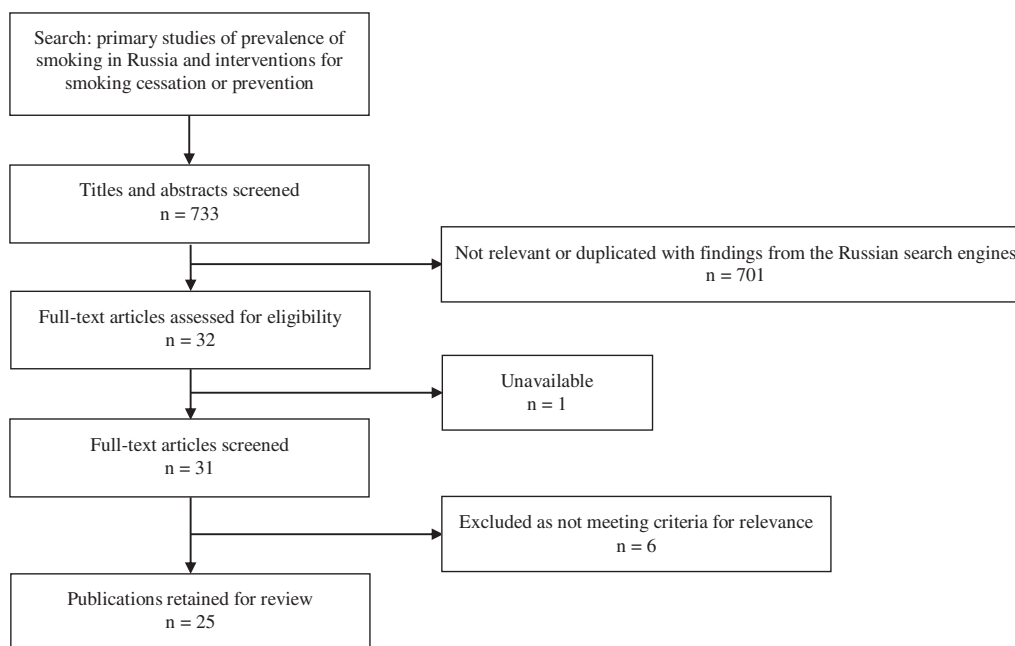 Search: primary studies of prevalence of
smoking in Russia and interventions for
smoking cessation or prevention
Titles and abstracts screened
n = 733
Not relevant or duplicated with findings from the Russian search engines
n = 701
Full-text articles assessed for eligibility
n = 32
Unavailable
n = 1
Full-text articles screened
n = 31
Excluded as not meeting criteria for relevance
n = 6
Publications retained for review
n = 25